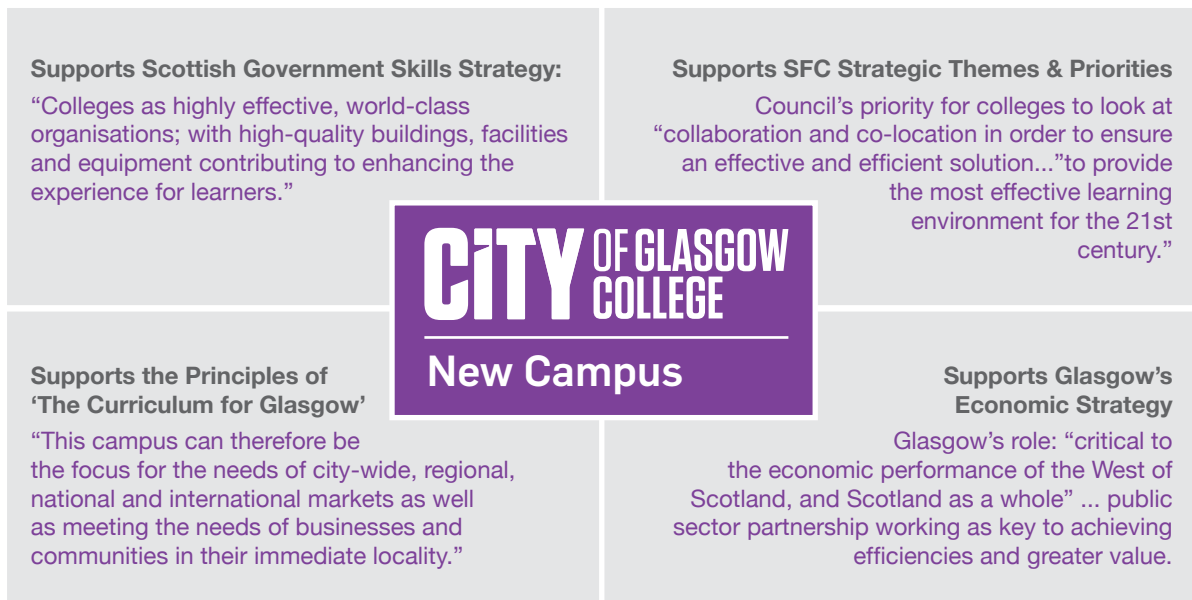 Supports Scottish Government Skills Strategy:
“Colleges as highly effective, world-class
organisations; with high-quality buildings, facilities
and equipment contributing to enhancing the
experience for learners.”
Supports SFC Strategic Themes & Priorities
Council’s priority for colleges to look at
“collaboration and co-location in order to ensure
an effective and efficient solution...”to provide
the most effective learning
environment for the 21st
century.”
CiTY OF GLASGOW
COLLEGE
New Campus
Supports the Principles of
‘The Curriculum for Glasgow’
“This campus can therefore be
the focus for the needs of city-wide, regional,
national and international markets as well
as meeting the needs of businesses and
communities in their immediate locality.”
Supports Glasgow’s
Economic Strategy
Glasgow’s role: “critical to
the economic performance of the West of
Scotland, and Scotland as a whole” ... public
sector partnership working as key to achieving
efficiencies and greater value.